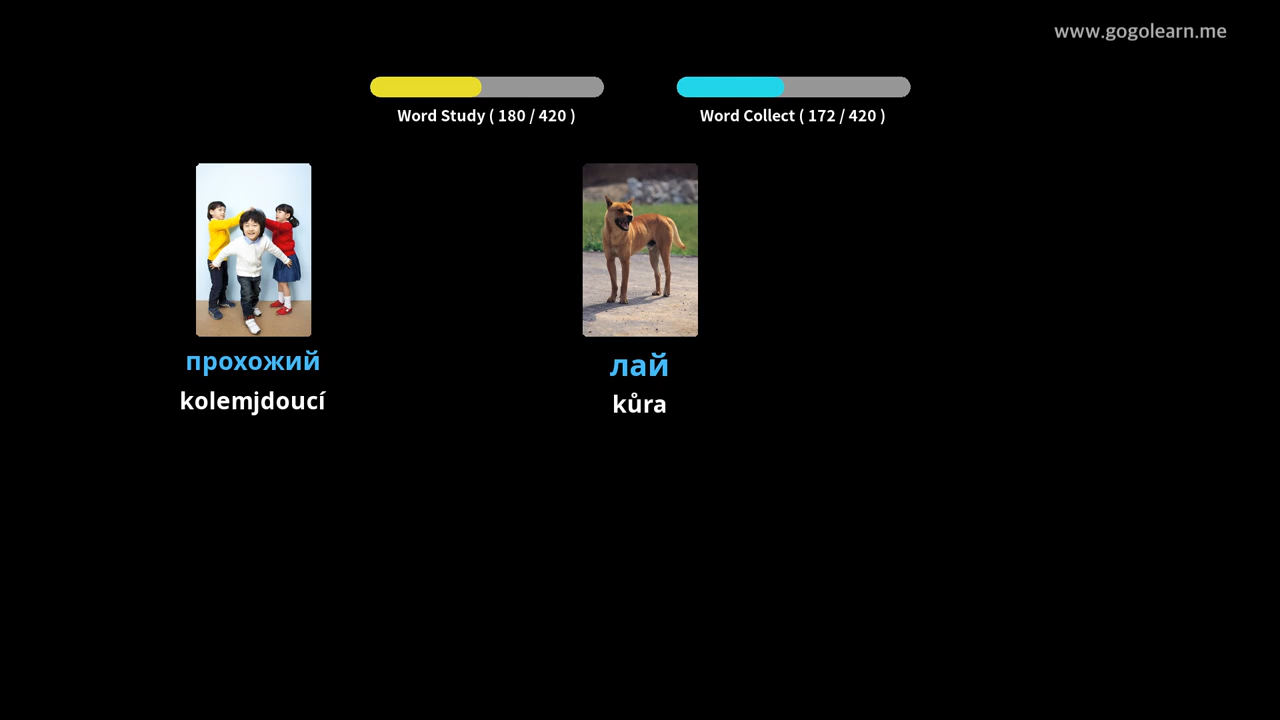 www.gogolearn.me
Word Study ( 180 / 420 )
Word Collect ( 172 / 420 )
прохожий
kolemjdoucí
лай
kůra